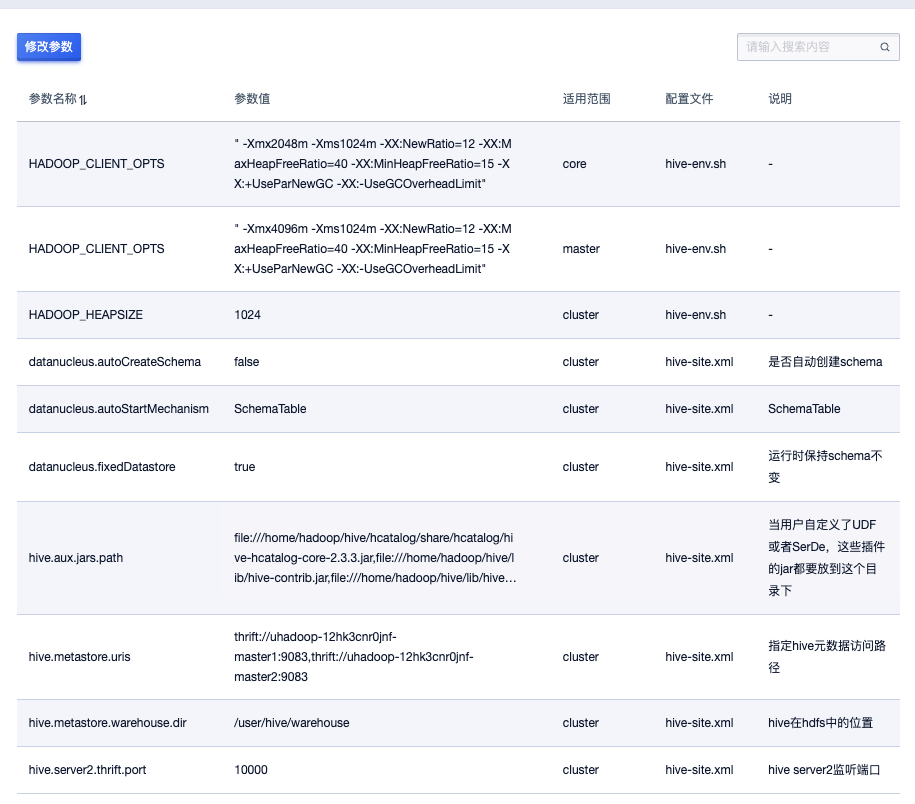 修改参数
请输入搜索内容
参数名称 参数值 适用范围 配置文件 说明
" -Xmx2048m -Xms1024m -XX:NewRatio=12 -XX:M
HADOOP_CLIENT_OPTS axHeapFreeRatio=40 -XX:MinHeapFreeRatio=15 -X core hive-env.sh -
X:+UseParNewGC -XX:-UseGCOverheadLimit"
" -Xmx4096m -Xms1024m -XX:NewRatio=12 -XX:M
HADOOP_CLIENT_OPTS axHeapFreeRatio=40 -XX:MinHeapFreeRatio=15 -X master hive-env.sh -
X:+UseParNewGC -XX:-UseGCOverheadLimit"
HADOOP_HEAPSIZE 1024 cluster hive-env.sh -
datanucleus.autoCreateSchema false cluster hive-site.xml 是否自动创建schema
datanucleus.autoStartMechanism SchemaTable cluster hive-site.xml SchemaTable
datanucleus.fixedDatastore true cluster hive-site.xml 运行时保持schema不
变
hive.aux.jars.path
file:///home/hadoop/hive/hcatalog/share/hcatalog/hi
ve-hcatalog-core-2.3.3.jar,file:///home/hadoop/hive/l
ib/hive-contrib.jar,file:///home/hadoop/hive/lib/hive...
cluster hive-site.xml
当用户自定义了UDF
或者SerDe，这些插件
的jar都要放到这个目
录下
hive.metastore.uris
thrift://uhadoop-12hk3cnr0jnf-
master1:9083,thrift://uhadoop-12hk3cnr0jnf-
master2:9083
cluster hive-site.xml
指定hive元数据访问路
径
hive.metastore.warehouse.dir /user/hive/warehouse cluster hive-site.xml hive在hdfs中的位置
hive.server2.thrift.port 10000 cluster hive-site.xml hive server2监听端口